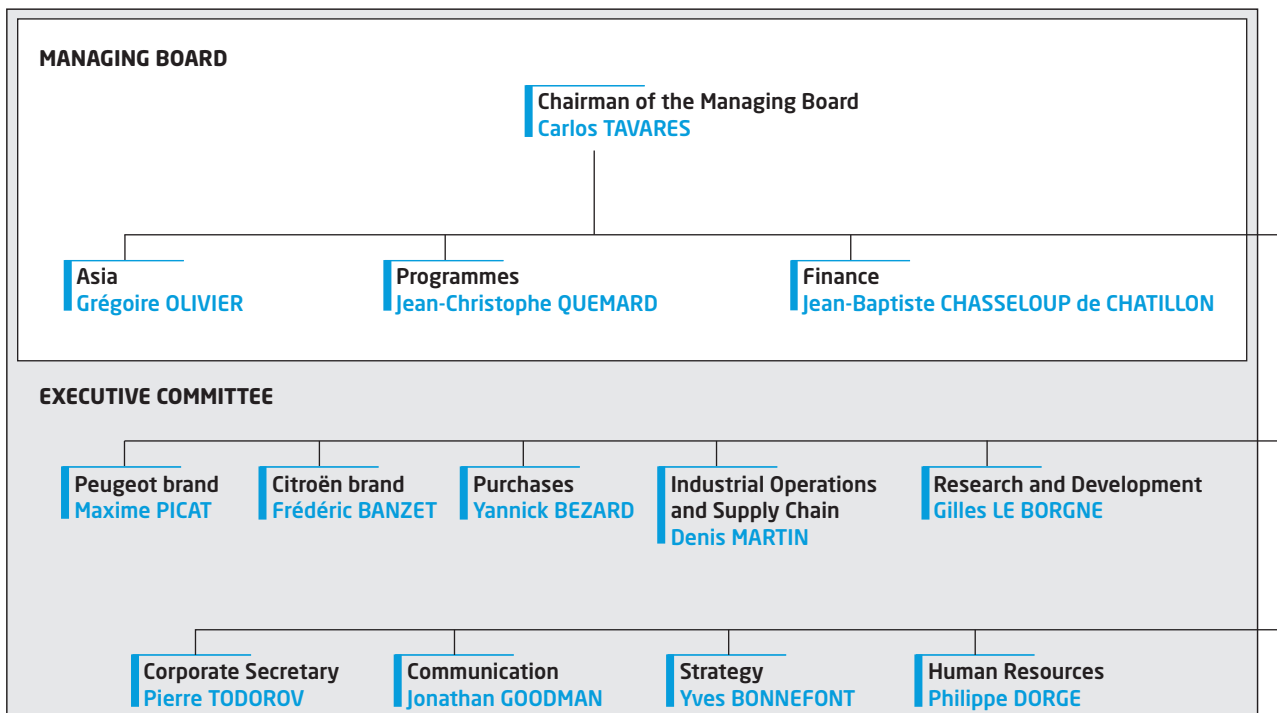 MANAGING BOARD
Chairman of the Managing Board
Carlos TAVARES
Asia
Grégoire OLIVIER
Programmes
Jean-Christophe QUEMARD
Finance
Jean-Baptiste CHASSELOUP de CHATILLON
EXECUTIVE COMMITTEE
Peugeot brand
Maxime PICAT
Citroën brand
Frédéric BANZET
Purchases
Yannick BEZARD
Industrial Operations
and Supply Chain
Denis MARTIN
Research and Development
Gilles LE BORGNE
Corporate Secretary
Pierre TODOROV
Communication
Jonathan GOODMAN
Strategy
Yves BONNEFONT
Human Resources
Philippe DORGE